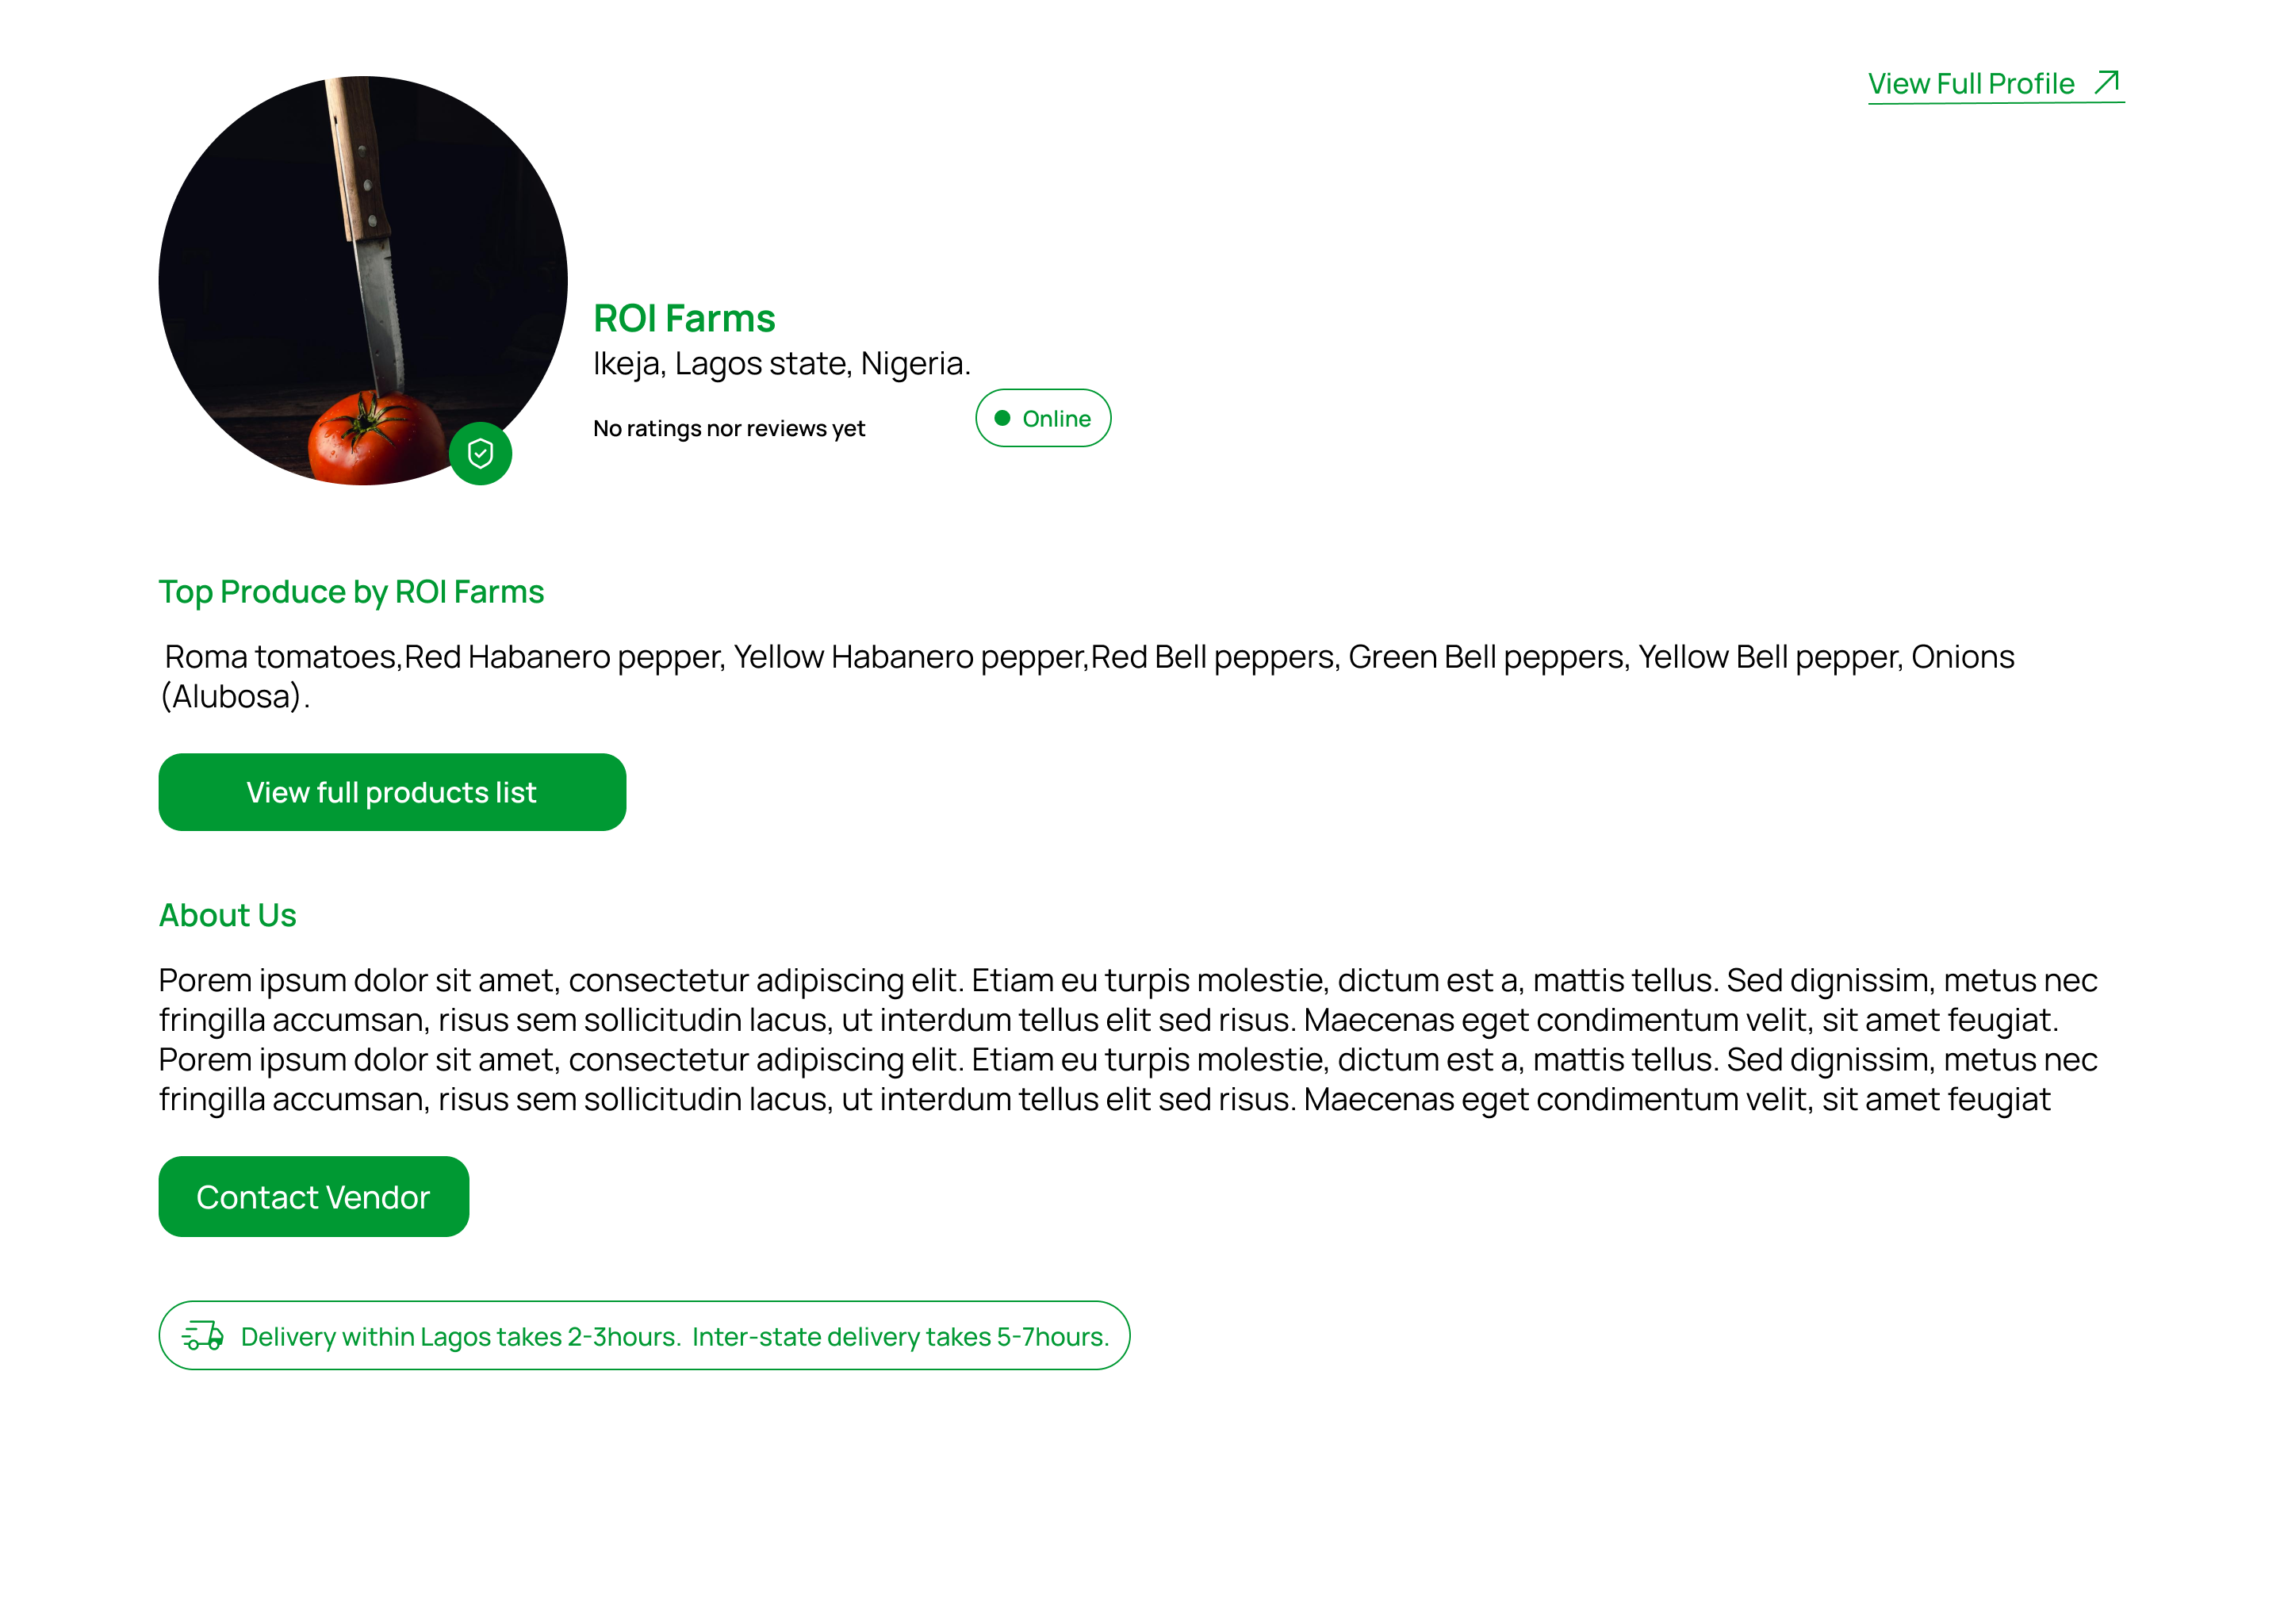 View Full Profile
ROI Farms
Ikeja, Lagos state, Nigeria.
No ratings nor reviews yet
Online
Top Produce by ROI Farms
Roma tomatoes,Red Habanero pepper, Yellow Habanero pepper,Red Bell peppers, Green Bell peppers, Yellow Bell pepper, Onions
(Alubosa).
View full products list
About Us
Porem ipsum dolor sit amet, consectetur adipiscing elit. Etiam eu turpis molestie, dictum est a, mattis tellus. Sed dignissim, metus nec
fringilla accumsan, risus sem sollicitudin lacus, ut interdum tellus elit sed risus. Maecenas eget condimentum velit, sit amet feugiat.
Porem ipsum dolor sit amet, consectetur adipiscing elit. Etiam eu turpis molestie, dictum est a, mattis tellus. Sed dignissim, metus nec
fringilla accumsan, risus sem sollicitudin lacus, ut interdum tellus elit sed risus. Maecenas eget condimentum velit, sit amet feugiat
Contact Vendor
Delivery within Lagos takes 2-3hours.  Inter-state delivery takes 5-7hours.